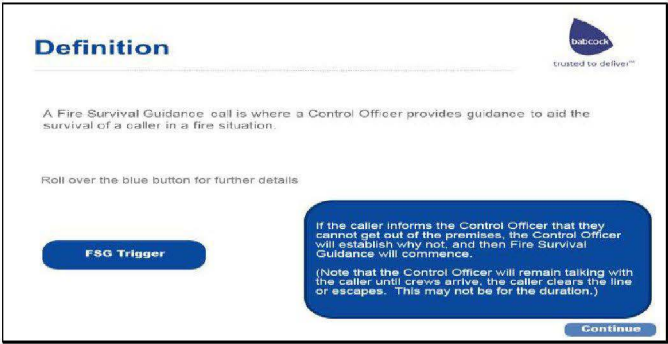 Definition
babcock
trusted to deliver™
A Fire Survival Guidance call is where a Control Officer provides guidance to aid the
survival of a caller in a fire situation.
Roll over the blue button for further details
FSG Trigger
If the caller informs the Control Officer that they
cannot get out of the premises, the Control Officer
will establish why not, and then Fire Survival
Guidance will commence.
(Note that the Control Officer will remain talking with
the caller until crews arrive, the caller clears the line
or escapes. This may not be for the duration.)
Continue